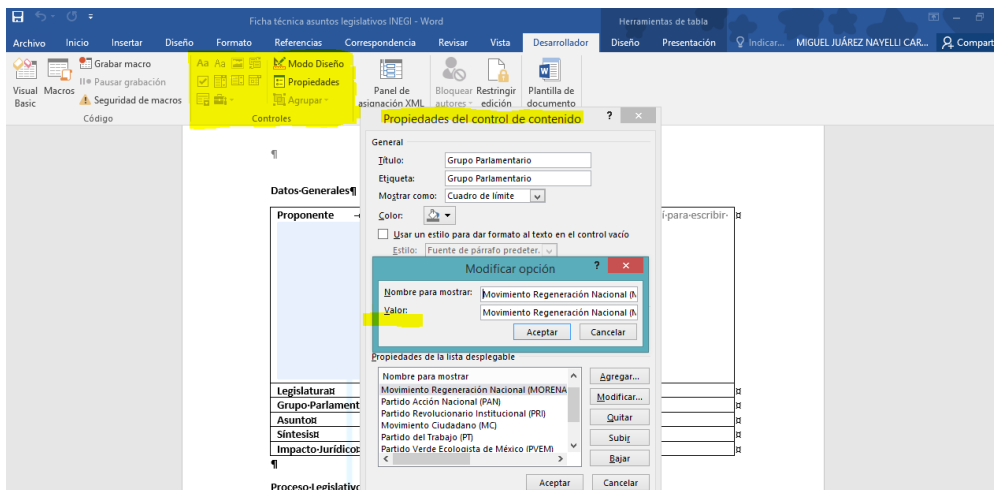 Ficha técnica asuntos legislativos INEGI - Word
Herramientas de tabla
Archivo Inicio Insertar Diseño Formato Referencias Correspondencia Revisar Vista Desarrollador Diseño Presentación Indicar... MIGUEL JUÁREZ NAYELLI CAR... Compart
Visual Basic
Macros
Grabar macro
Pausar grabación
Seguridad de macros
Código
Aa Aa
Modo Diseño
Propiedades
Agrupar
Controles
Panel de
asignación XML
Bloquear
autores
Restringir
edición
Plantilla de
documento
¶
Datos·Generales¶
Proponente
í·para·escribir·
Legislatura¤
Grupo·Parlament
Asunto¤
Síntesis¤
Impacto·Jurídico¤
¶
Proceso·Legislativo
Propiedades del control de contenido ? ×
General
Título: Grupo Parlamentario
Etiqueta: Grupo Parlamentario
Mostrar como: Cuadro de límite
Color:
Usar un estilo para dar formato al texto en el control vacío
Estilo: Fuente de párrafo predeter.
Modificar opción ? ×
Nombre para mostrar: Movimiento Regeneración Nacional (M
Valor: Movimiento Regeneración Nacional (M
Aceptar Cancelar
Propiedades de la lista desplegable
Nombre para mostrar
Movimiento Regeneración Nacional (MORENA
Partido Acción Nacional (PAN)
Partido Revolucionario Institucional (PRI)
Movimiento Ciudadano (MC)
Partido del Trabajo (PT)
Partido Verde Ecologista de México (PVEM)
Agregar...
Modificar...
Quitar
Subir
Bajar
Aceptar Cancelar